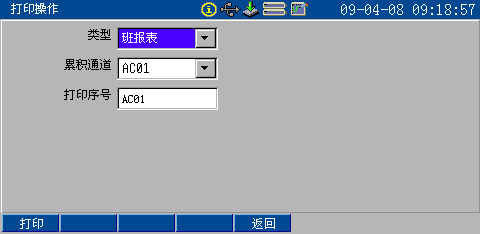 打印操作 09-04-08 09:18:57
类型 班报表
累积通道 AC01
打印序号 AC01
打印 返回